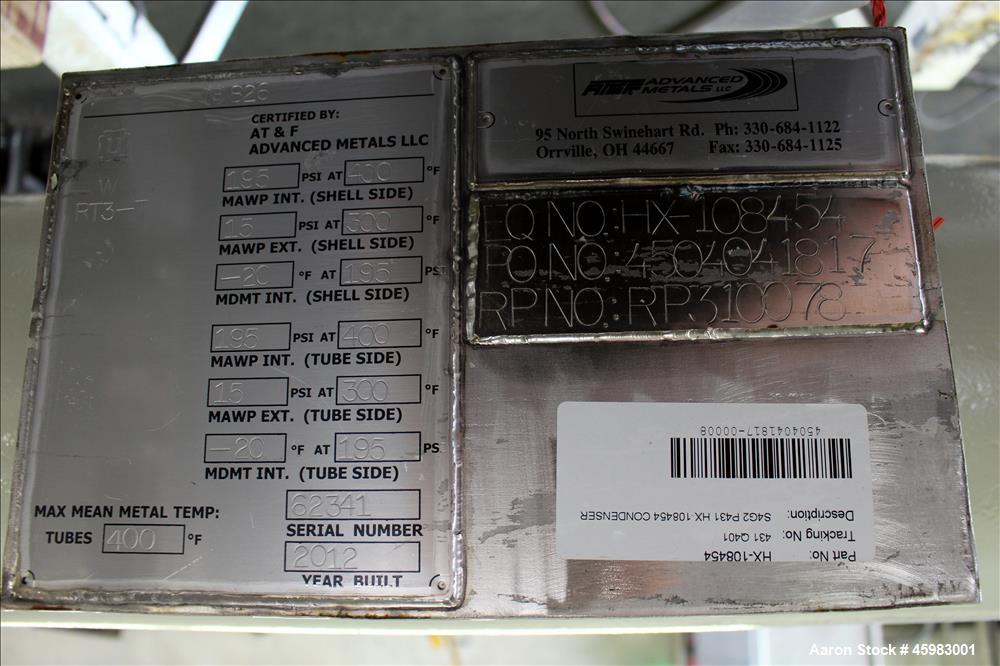 926
CERTIFIED BY:
AT & F
ADVANCED METALS LLC
U
W
RT3-T
195 PSI AT 400 °F
MAWP INT. (SHELL SIDE)
15 PSI AT 300 °F
MAWP EXT. (SHELL SIDE)
-20 °F AT 195 PSI
MDMT INT. (SHELL SIDE)
195 PSI AT 400 °F
MAWP INT. (TUBE SIDE)
15 PSI AT 300 °F
MAWP EXT. (TUBE SIDE)
-20 °F AT 195 PS
MDMT INT. (TUBE SIDE)
MAX MEAN METAL TEMP:
TUBES 400 °F
62341
SERIAL NUMBER
2012
YEAR BUILT
AT&F ADVANCED
METALS LLC
95 North Swinehart Rd. Ph: 330-684-1122
Orrville, OH 44667 Fax: 330-684-1125
EQ NO.: HX-108454
PO NO.: 4504041817
RP NO.: RP310078
Part No: HX-108454
Tracking No: 431 Q401
Description: S4G2 P431 HX-108454 CONDENSER
4504041817-00008
Aaron Stock # 45983001